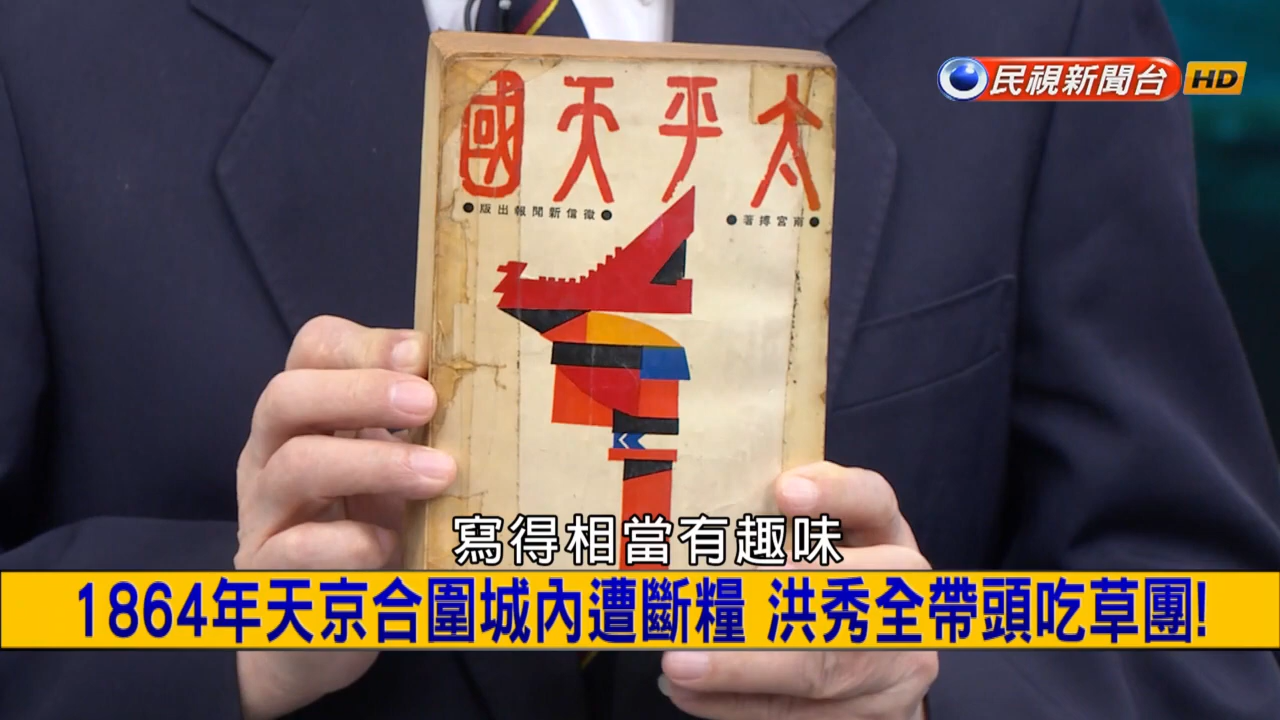 民視新聞台 HD
太平天國
●南宮搏著●
●徵信新聞報出版●
寫得相當有趣味
1864年天京合圍城內遭斷糧 洪秀全帶頭吃草團!